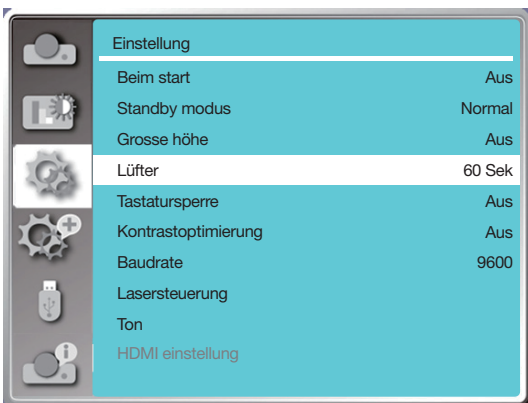 Einstellung
Beim start Aus
Standby modus Normal
Grosse höhe Aus
Lüfter 60 Sek
Tastatursperre Aus
Kontrastoptimierung Aus
Baudrate 9600
Lasersteuerung
Ton
HDMI einstellung